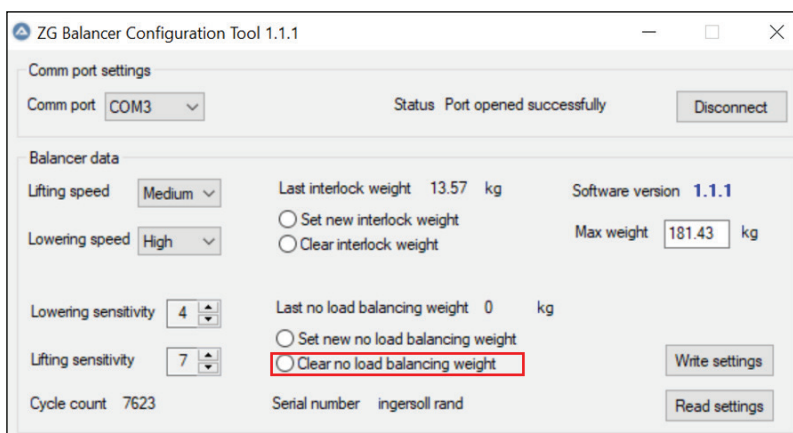 ZG Balancer Configuration Tool 1.1.1
Comm port settings
Comm port COM3 Status Port opened successfully Disconnect
Balancer data
Lifting speed Medium Last interlock weight 13.57 kg Software version 1.1.1
Set new interlock weight
Lowering speed High Clear interlock weight Max weight 181.43 kg
Lowering sensitivity 4 Last no load balancing weight 0 kg
Set new no load balancing weight
Lifting sensitivity 7 Clear no load balancing weight Write settings
Cycle count 7623 Serial number ingersoll rand Read settings